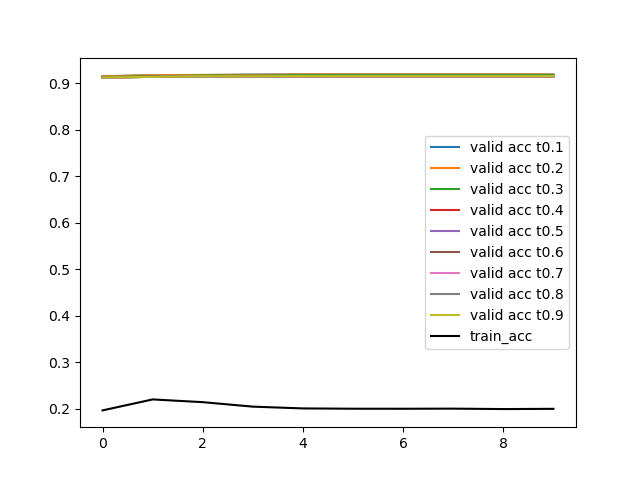 0.9
0.8
0.7
0.6
0.5
0.4
0.3
0.2
0
2
4
6
8
valid acc t0.1
valid acc t0.2
valid acc t0.3
valid acc t0.4
valid acc t0.5
valid acc t0.6
valid acc t0.7
valid acc t0.8
valid acc t0.9
train_acc